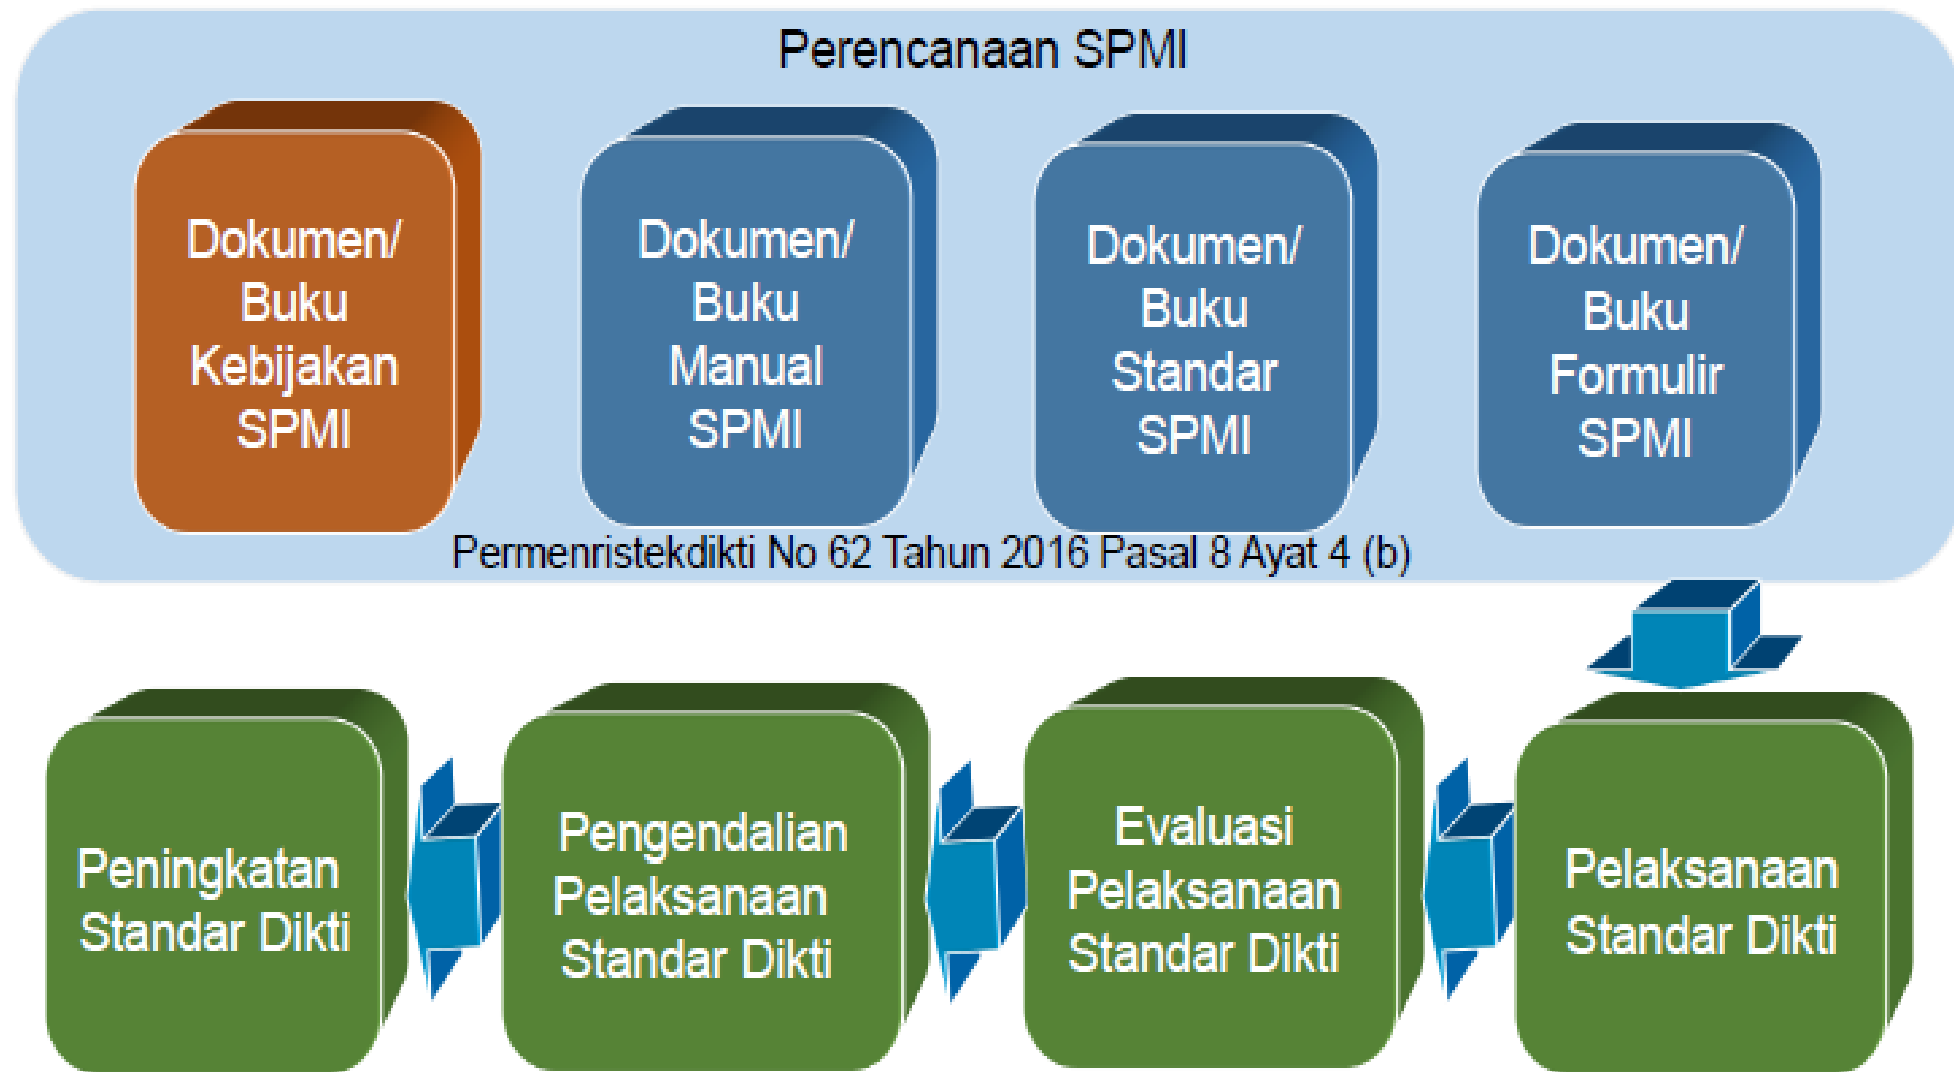 Perencanaan SPMI
Dokumen/
Buku
Kebijakan
SPMI
Dokumen/
Buku
Manual
SPMI
Dokumen/
Buku
Standar
SPMI
Dokumen/
Buku
Formulir
SPMI
Permenristekdikti No 62 Tahun 2016 Pasal 8 Ayat 4 (b)
Peningkatan
Standar Dikti
Pengendalian
Pelaksanaan
Standar Dikti
Evaluasi
Pelaksanaan
Standar Dikti
Pelaksanaan
Standar Dikti